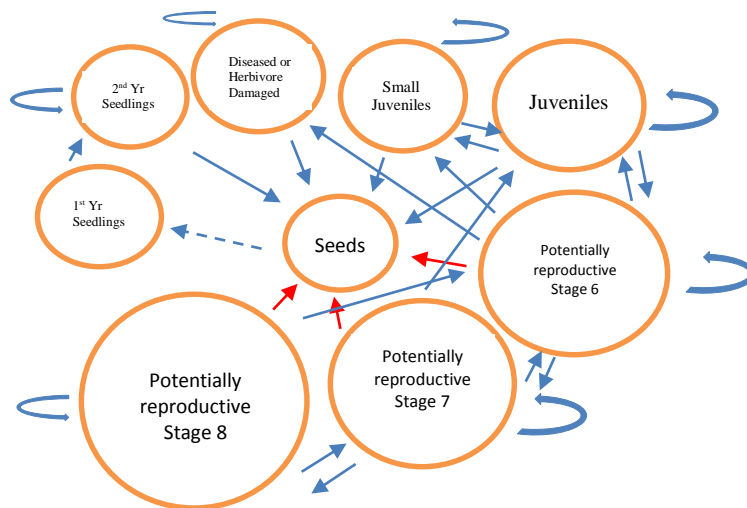 2nd Yr
Seedlings
Diseased or
Herbivore
Damaged
Small
Juveniles
Juveniles
1st Yr
Seedlings
Seeds
Potentially
reproductive
Stage 6
Potentially
reproductive
Stage 8
Potentially
reproductive
Stage 7